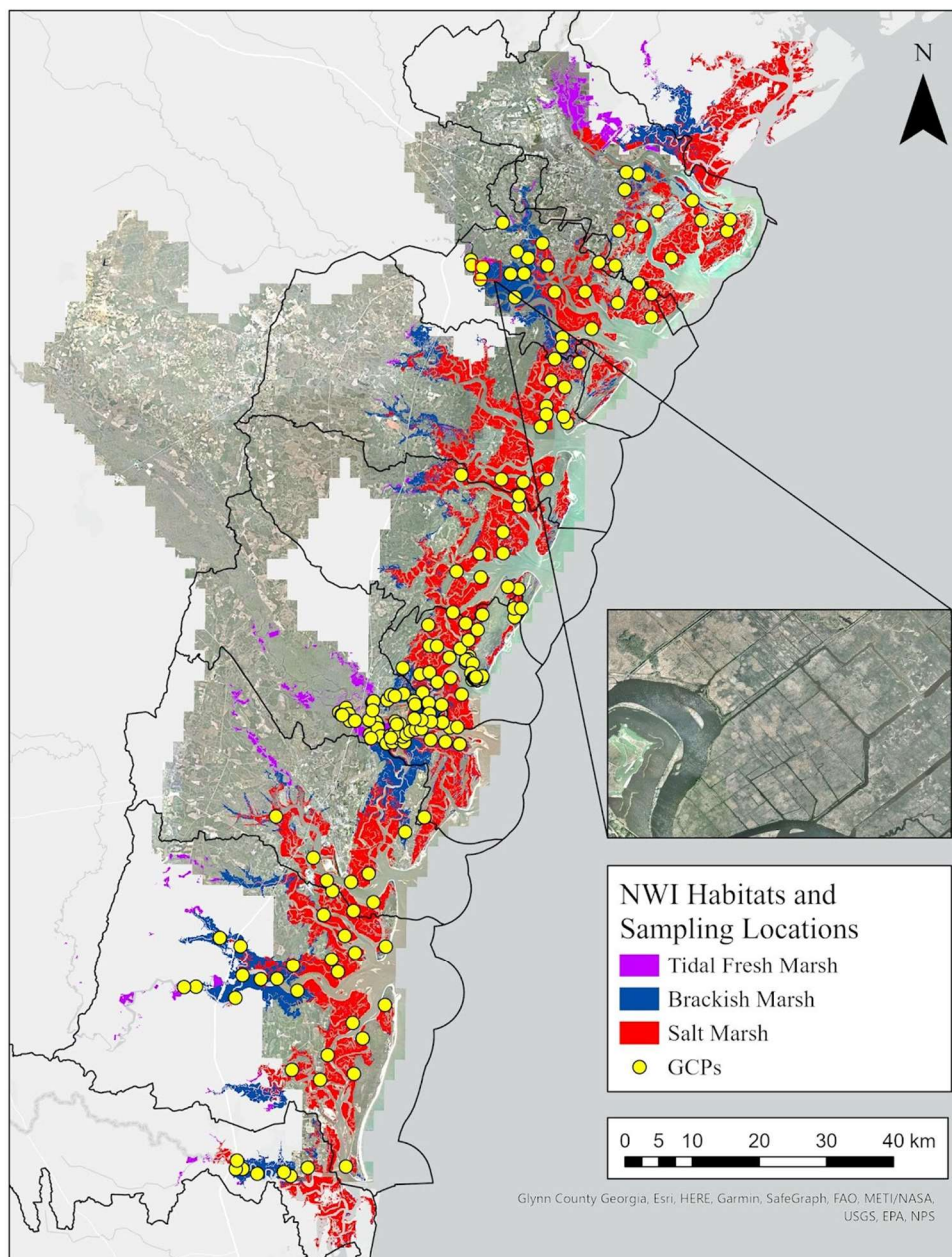 N
NWI Habitats and
Sampling Locations
Tidal Fresh Marsh
Brackish Marsh
Salt Marsh
GCPs
0 5 10 20 30 40 km
Glynn County Georgia, Esri, HERE, Garmin, SafeGraph, FAO, METI/NASA,
USGS, EPA, NPS